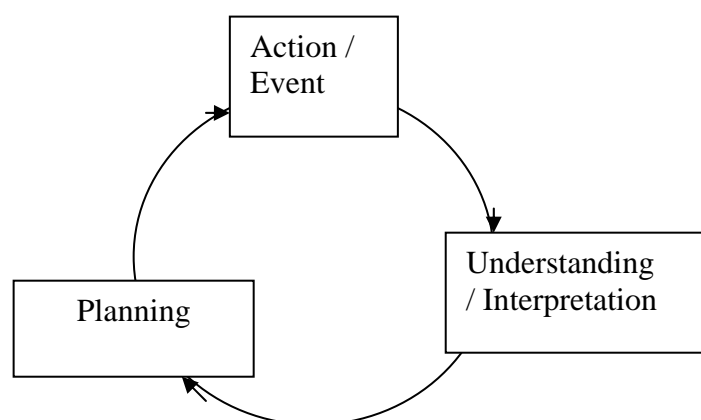 Action /
Event
Understanding
/ Interpretation
Planning